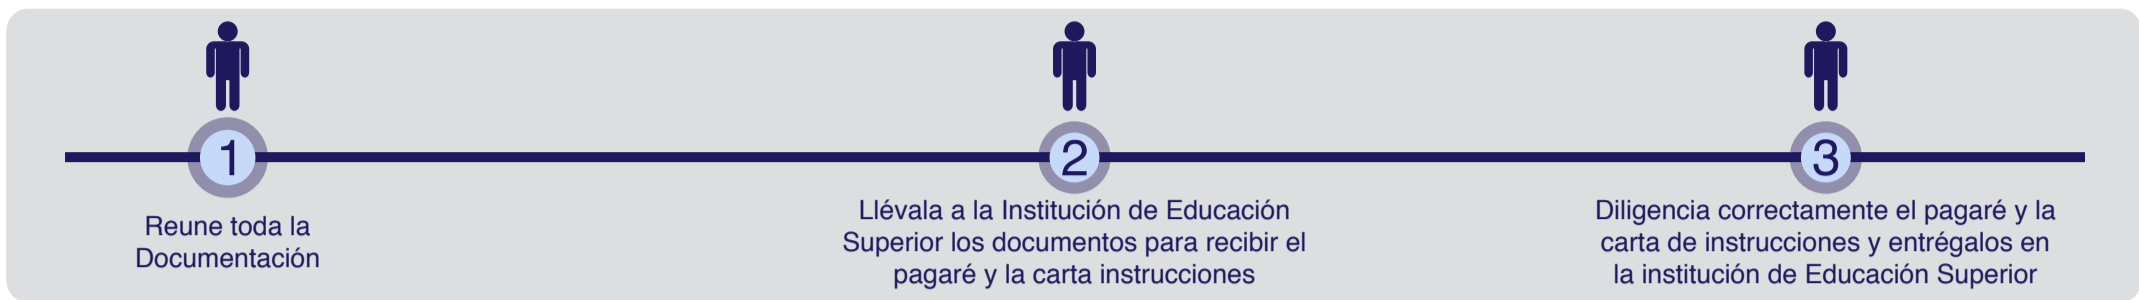 1
Reune toda la
Documentación
2
Llévala a la Institución de Educación
Superior los documentos para recibir el
pagaré y la carta instrucciones
3
Diligencia correctamente el pagaré y la
carta de instrucciones y entrégalos en
la institución de Educación Superior